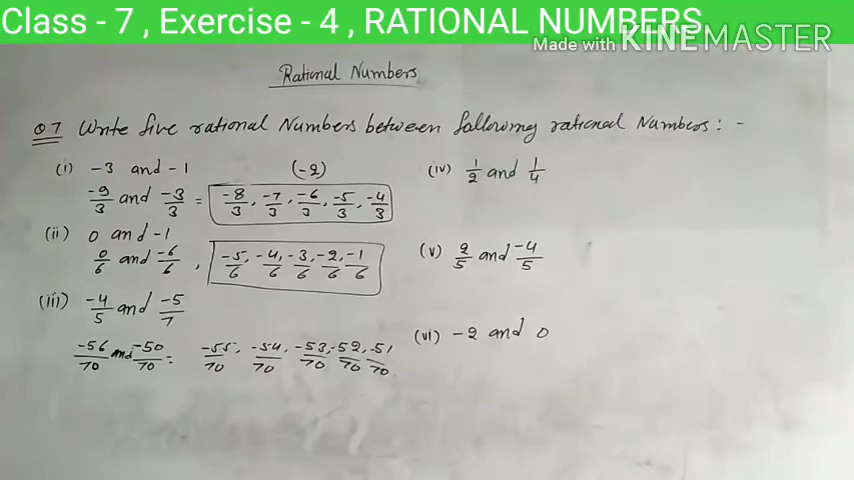 Class - 7 , Exercise - 4 , RATIONAL NUMBERS
Made with KINEMASTER
Rational Numbers
Q7 Write five rational Numbers between following rational Numbers : -
(i) -3 and -1 (-2)
-9/3 and -3/3 = -8/3, -7/3, -6/3, -5/3, -4/3
(ii) 0 and -1
0/6 and -6/6, -5/6, -4/6, -3/6, -2/6, -1/6
(iii) -4/5 and -5/7
-56/70 and -50/70 = -55/70, -54/70, -53/70, -52/70, -51/70
(iv) 1/2 and 1/4
(v) 2/5 and -4/5
(vi) -2 and 0